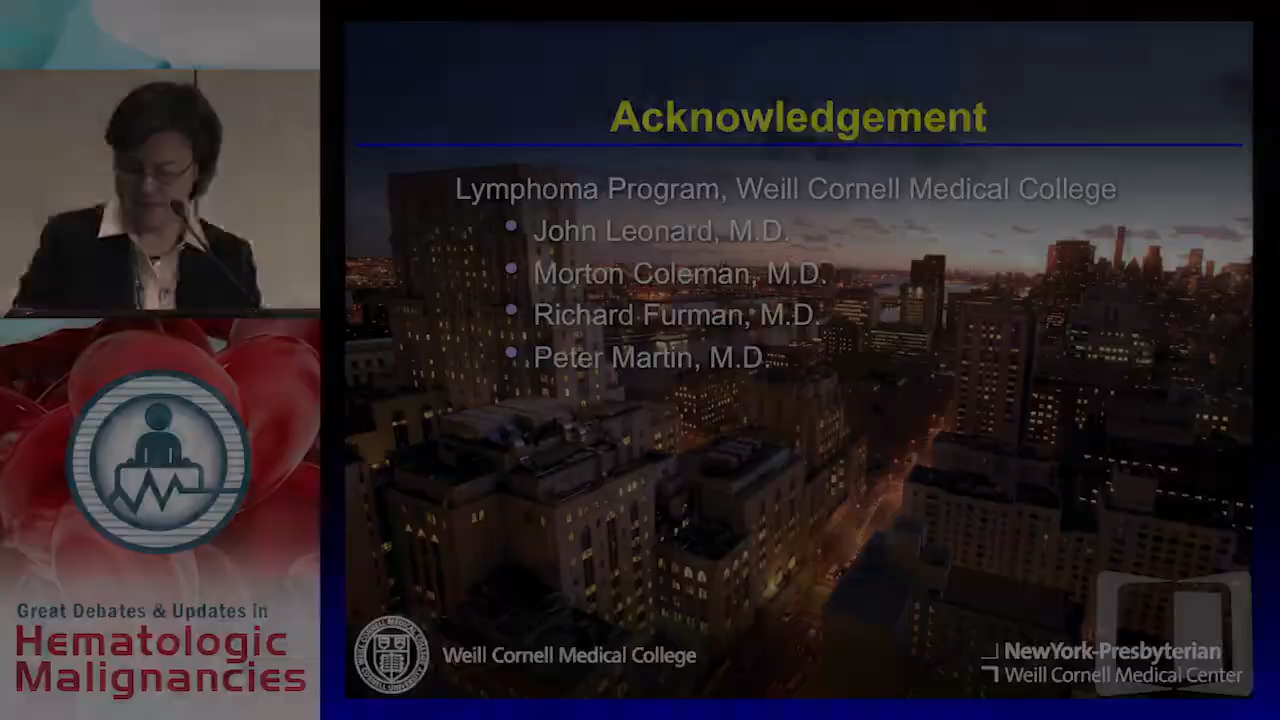 Acknowledgement
Lymphoma Program, Weill Cornell Medical College
John Leonard, M.D.
Morton Coleman, M.D.
Richard Furman, M.D.
Peter Martin, M.D.
Great Debates & Updates in
Hematologic
Malignancies
Weill Cornell Medical College
NewYork-Presbyterian
Weill Cornell Medical Center